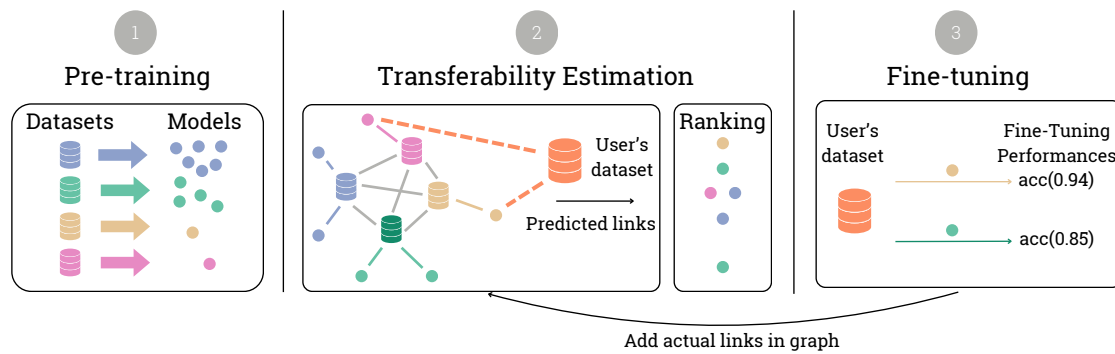 1
Pre-training
Datasets
Models
2
Transferability Estimation
User's
dataset
Predicted links
Ranking
3
Fine-tuning
User's
dataset
Fine-Tuning
Performances
acc(0.94)
acc(0.85)
Add actual links in graph